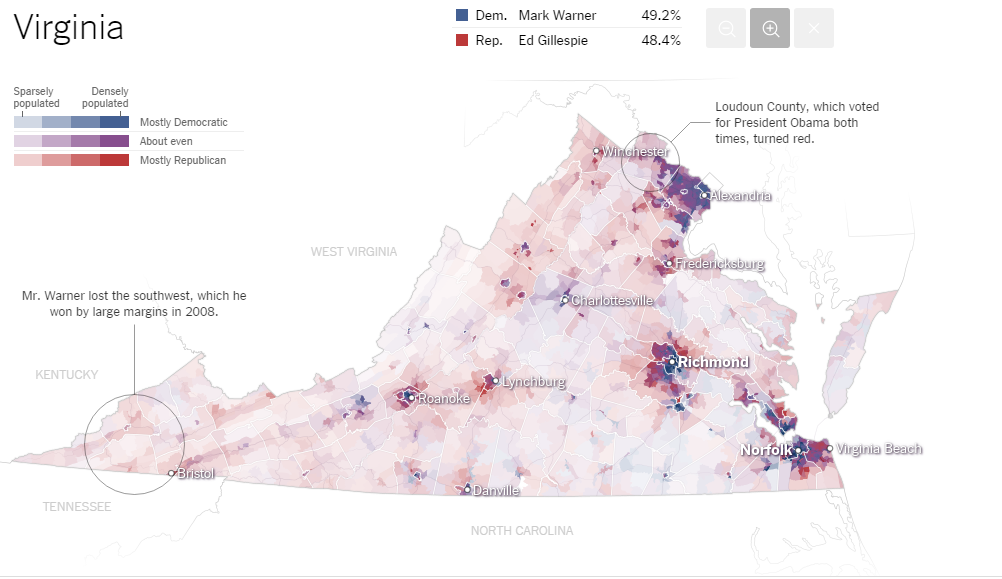 Virginia
Dem. Mark Warner 49.2%
Rep. Ed Gillespie 48.4%
Sparsely populated
Densely populated
Mostly Democratic
About even
Mostly Republican
Loudoun County, which voted
for President Obama both
times, turned red.
Winchester
Alexandria
WEST VIRGINIA
Fredericksburg
Mr. Warner lost the southwest, which he
won by large margins in 2008.
Charlottesville
KENTUCKY
Richmond
Lynchburg
Roanoke
Norfolk
Virginia Beach
Bristol
Danville
TENNESSEE
NORTH CAROLINA